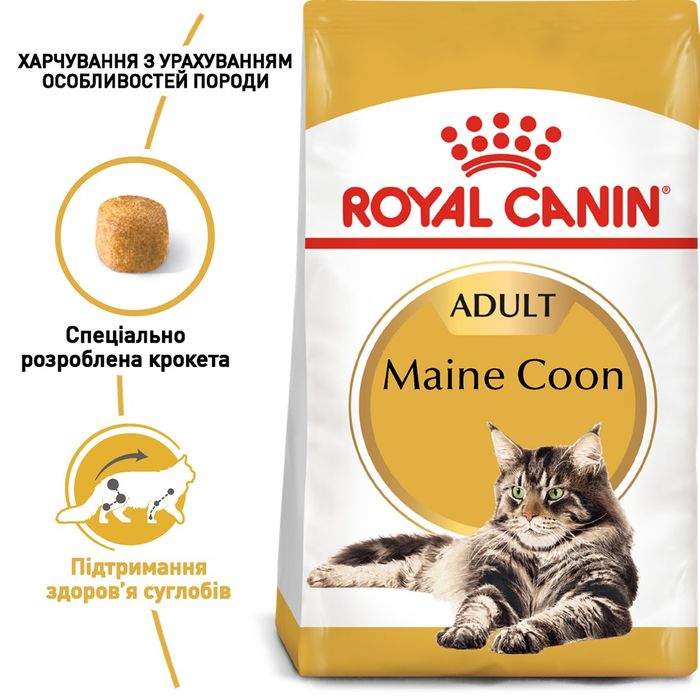 ХАРЧУВАННЯ З УРАХУВАННЯМ
ОСОБЛИВОСТЕЙ ПОРОДИ
Спеціально
розроблена крокета
Підтримання
здоров'я суглобів
ROYAL CANIN®
ADULT
Maine Coon